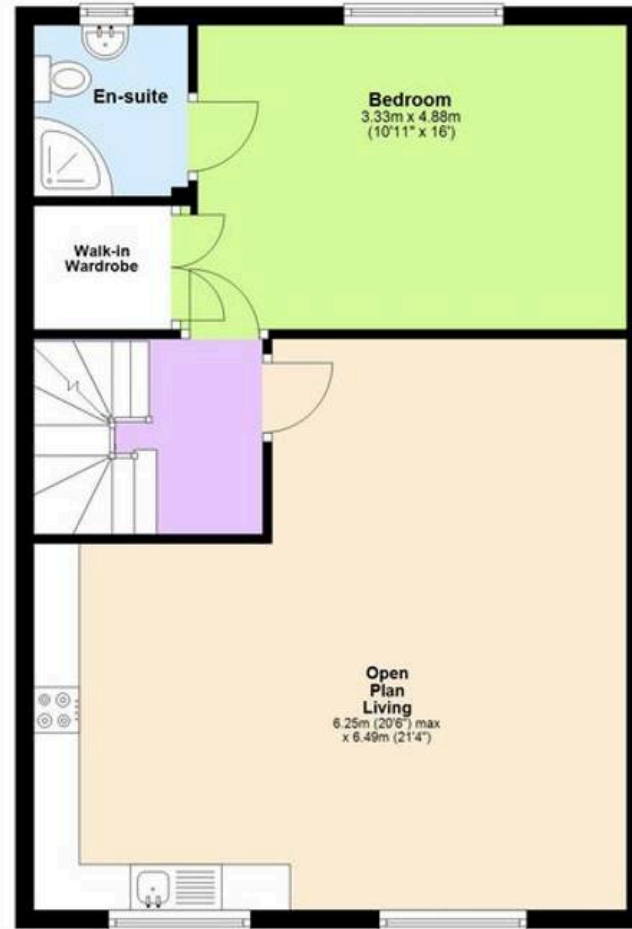 En-suite
Bedroom
3.33m x 4.88m
(10'11" x 16')
Walk-in
Wardrobe
Open
Plan
Living
6.25m (20'6") max
x 6.49m (21'4")